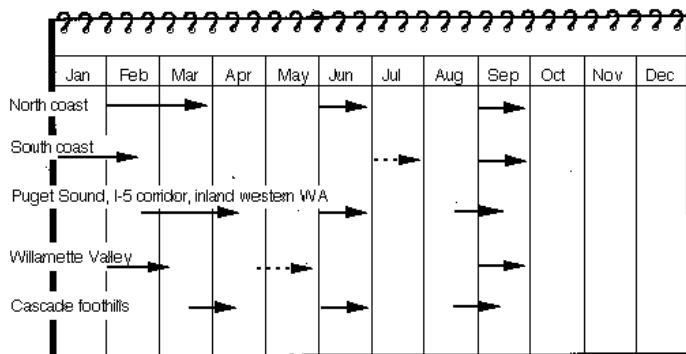 Jan Feb Mar Apr May Jun Jul Aug Sep Oct Nov Dec
North coast
South coast
Puget Sound, I-5 corridor, inland western WA
Willamette Valley
Cascade foothills